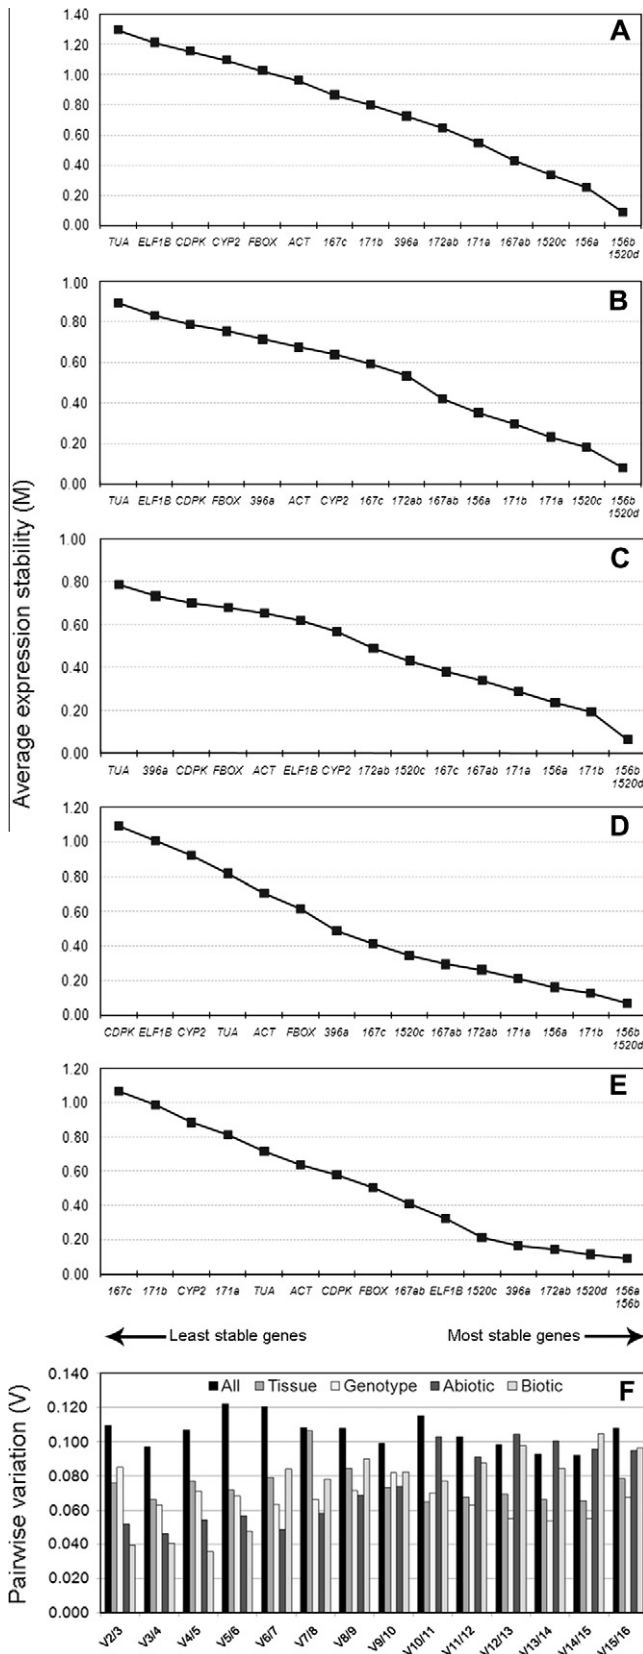 A
1.40
1.20
1.00
0.80
0.60
0.40
0.20
0.00
TUA ELF1B CDPK CYP2 FBOX ACT 167c 171b 396a 172ab 171a 167ab 1520c 156a 156b
1520d
B
1.00
0.80
0.60
0.40
0.20
0.00
TUA ELF1B CDPK FBOX 396a ACT CYP2 167c 172ab 167ab 156a 171b 171a 1520c 156b
1520d
Average expression stability (M)
C
1.00
0.80
0.60
0.40
0.20
0.00
TUA 396a CDPK FBOX ACT ELF1B CYP2 172ab 1520c 167c 167ab 171a 156a 171b 156b
1520d
D
1.20
1.00
0.80
0.60
0.40
0.20
0.00
CDPK ELF1B CYP2 TUA ACT FBOX 396a 167c 1520c 167ab 172ab 171a 156a 171b 156b
1520d
E
1.20
1.00
0.80
0.60
0.40
0.20
0.00
167c 171b CYP2 171a TUA ACT CDPK FBOX 167ab ELF1B 1520c 396a 172ab 1520d 156a
156b
Least stable genes Most stable genes
F
All Tissue Genotype Abiotic Biotic
Pairwise variation (V)
0.140
0.120
0.100
0.080
0.060
0.040
0.020
0.000
V2/3 V3/4 V4/5 V5/6 V6/7 V7/8 V8/9 V9/10 V10/11 V11/12 V12/13 V13/14 V14/15 V15/16